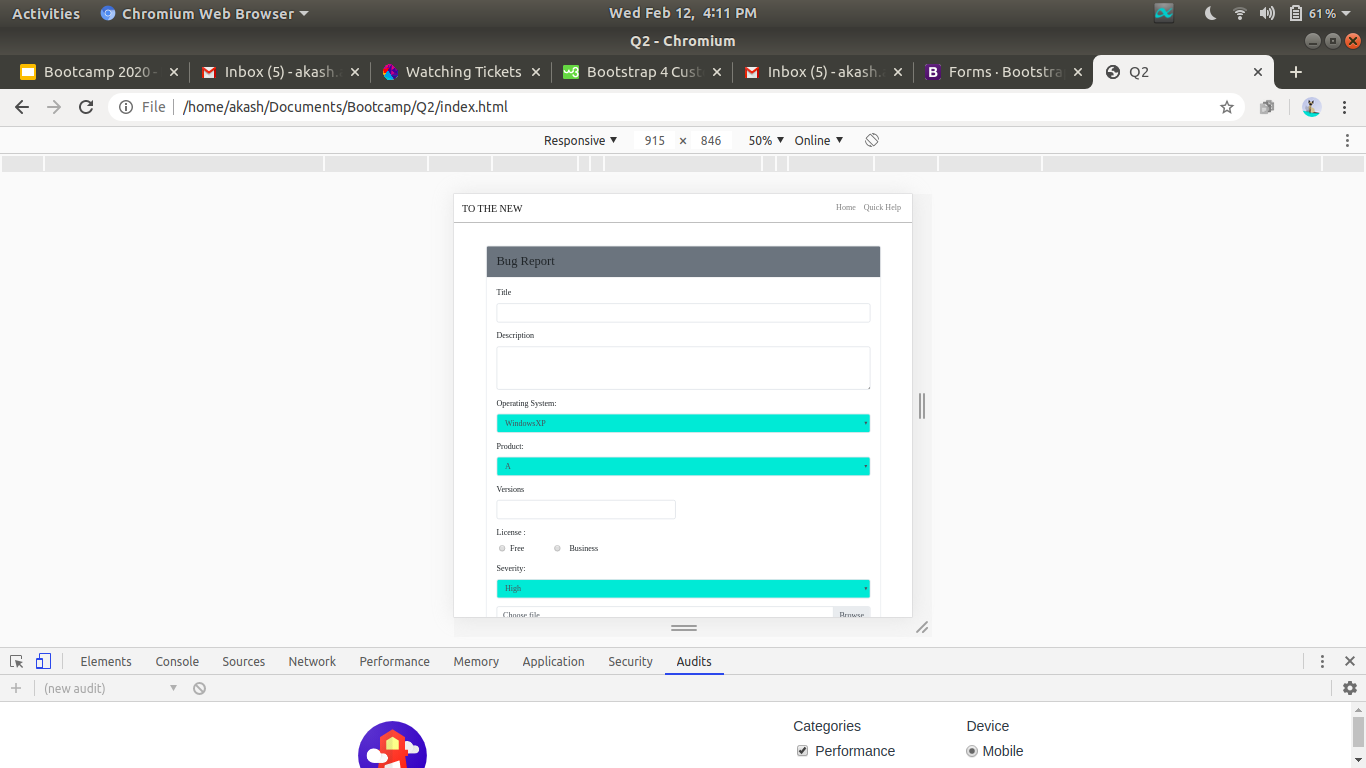 Activities Chromium Web Browser Wed Feb 12, 4:11 PM 61%
Q2 - Chromium
Bootcamp 2020 - Inbox (5) - akash. Watching Tickets Bootstrap 4 Cust Inbox (5) - akash. Forms · Bootstra Q2
File /home/akash/Documents/Bootcamp/Q2/index.html
Responsive 915 × 846 50% Online
TO THE NEW Home Quick Help
Bug Report
Title
Description
Operating System:
WindowsXP
Product:
A
Versions
License :
Free Business
Severity:
High
Choose file Browse
Elements Console Sources Network Performance Memory Application Security Audits
(new audit)
Categories Device
Performance Mobile